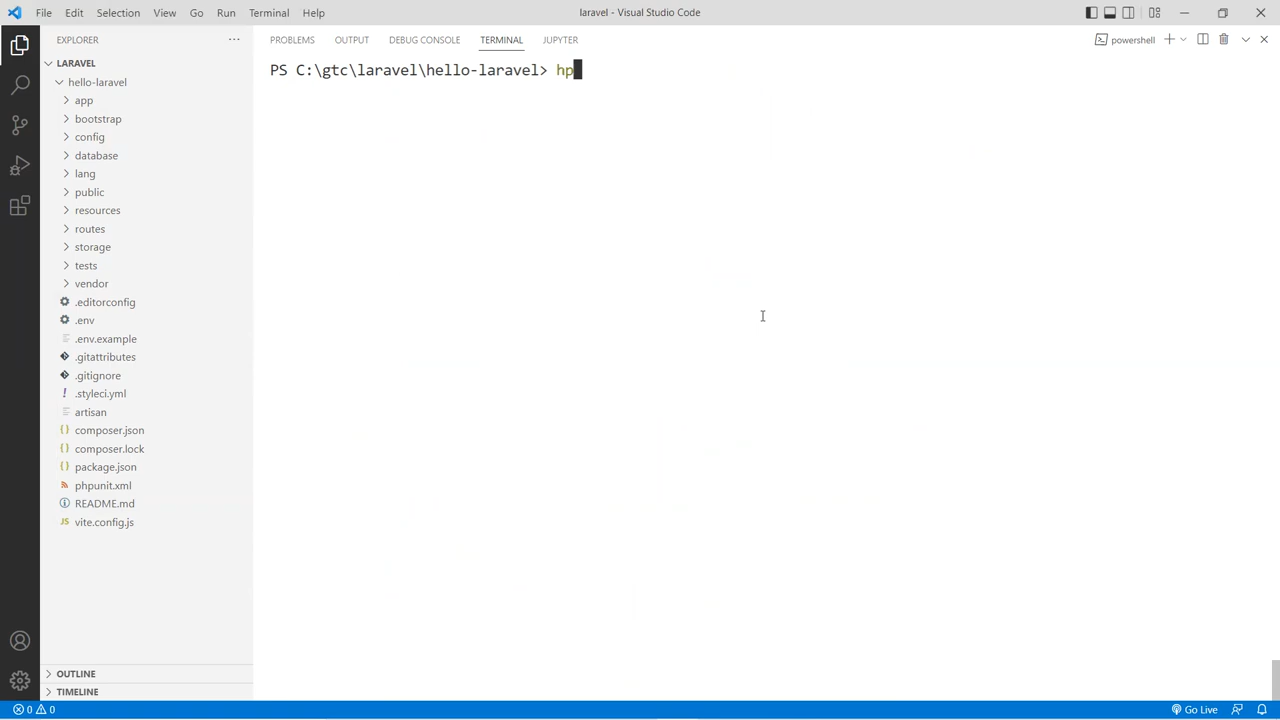 File Edit Selection View Go Run Terminal Help
laravel - Visual Studio Code
EXPLORER
PROBLEMS OUTPUT DEBUG CONSOLE TERMINAL JUPYTER
powershell
LARAVEL
PS C:\gtc\laravel\hello-laravel> hp
hello-laravel
app
bootstrap
config
database
lang
public
resources
routes
storage
tests
vendor
.editorconfig
.env
.env.example
.gitattributes
.gitignore
.styleci.yml
artisan
composer.json
composer.lock
package.json
phpunit.xml
README.md
JS vite.config.js
OUTLINE
TIMELINE
0 0
Go Live